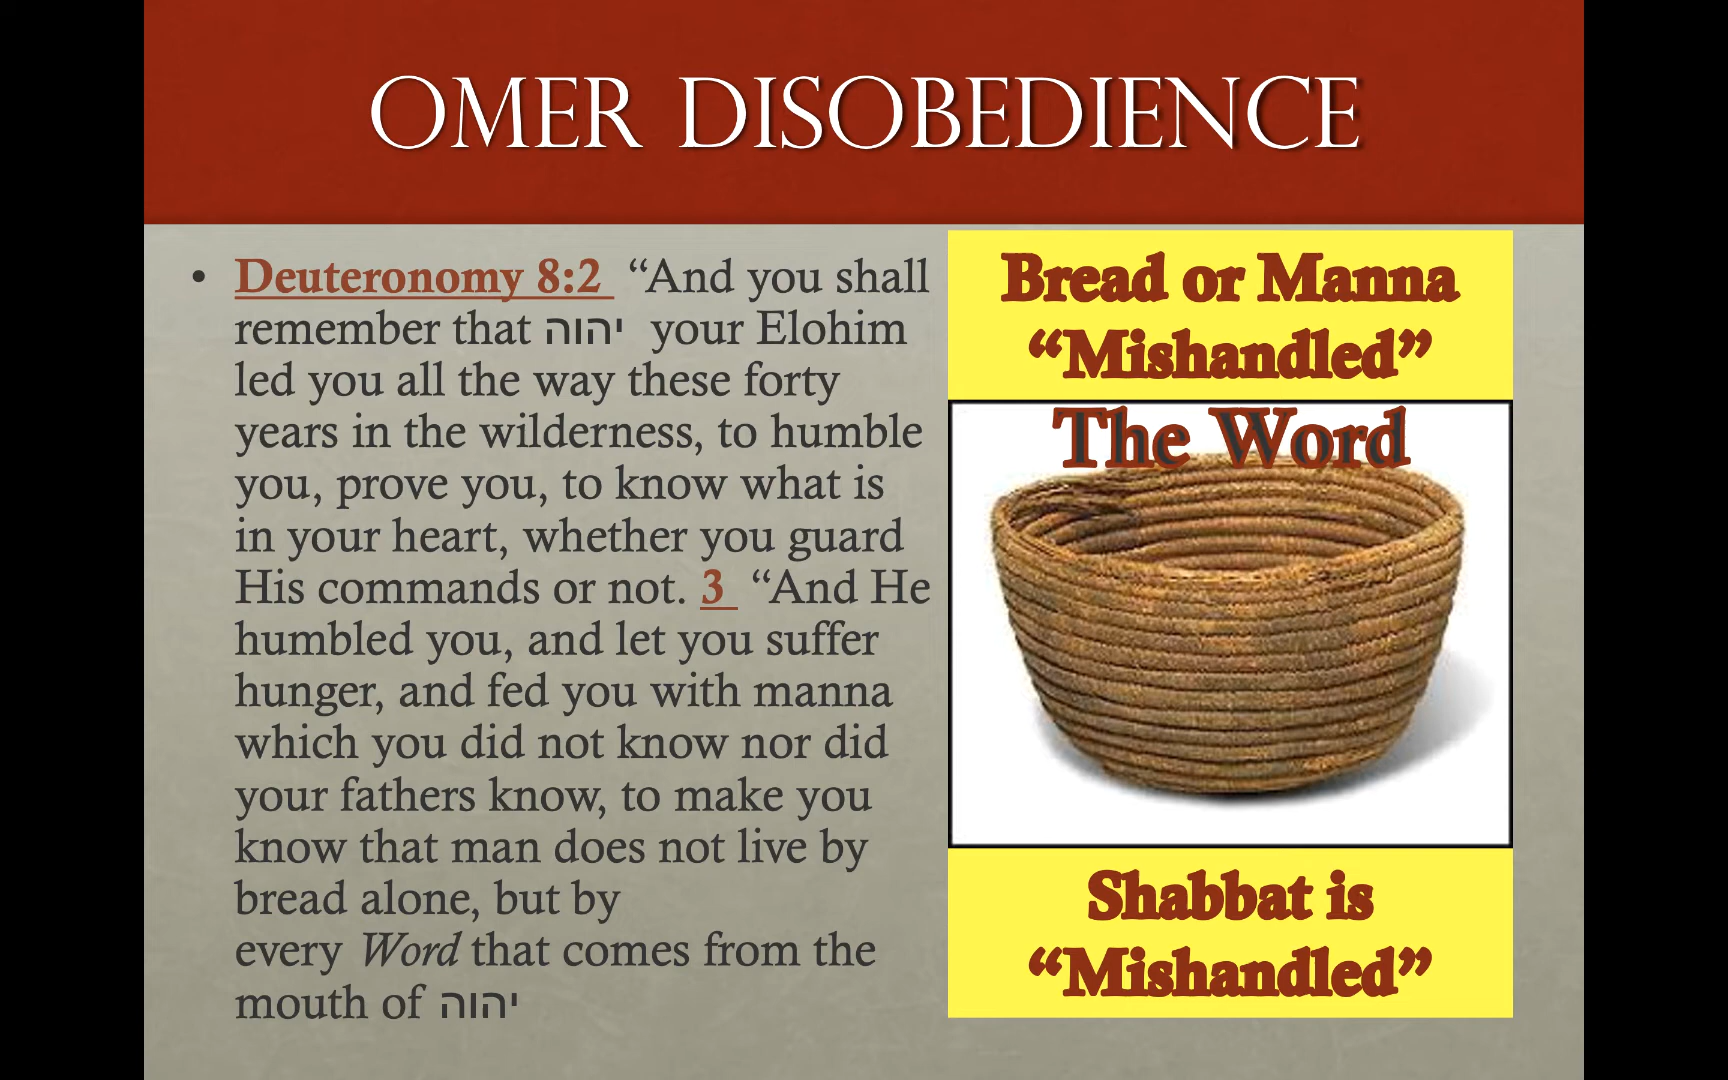 OMER DISOBEDIENCE
• Deuteronomy 8:2 “And you shall
remember that יהוה your Elohim
led you all the way these forty
years in the wilderness, to humble
you, prove you, to know what is
in your heart, whether you guard
His commands or not. 3 “And He
humbled you, and let you suffer
hunger, and fed you with manna
which you did not know nor did
your fathers know, to make you
know that man does not live by
bread alone, but by
every Word that comes from the
mouth of יהוה
Bread or Manna
“Mishandled”
The Word
Shabbat is
“Mishandled”